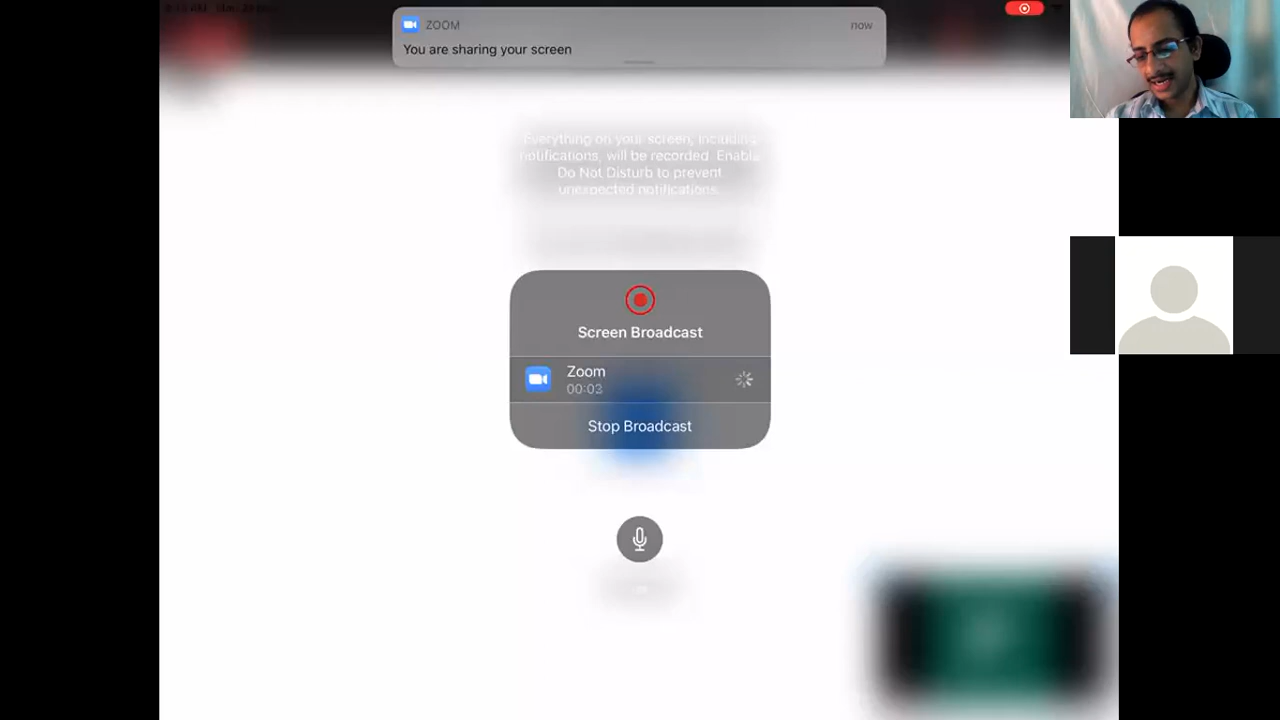 ZOOM
now
You are sharing your screen
Everything on your screen, including
notifications, will be recorded. Enable
Do Not Disturb to prevent
unexpected notifications.
Screen Broadcast
Zoom
00:03
Stop Broadcast